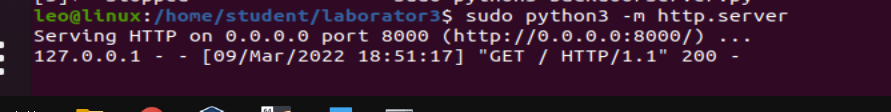 leo@linux:/home/student/laborator3$ sudo python3 -m http.server
Serving HTTP on 0.0.0.0 port 8000 (http://0.0.0.0:8000/) ...
127.0.0.1 - - [09/Mar/2022 18:51:17] "GET / HTTP/1.1" 200 -